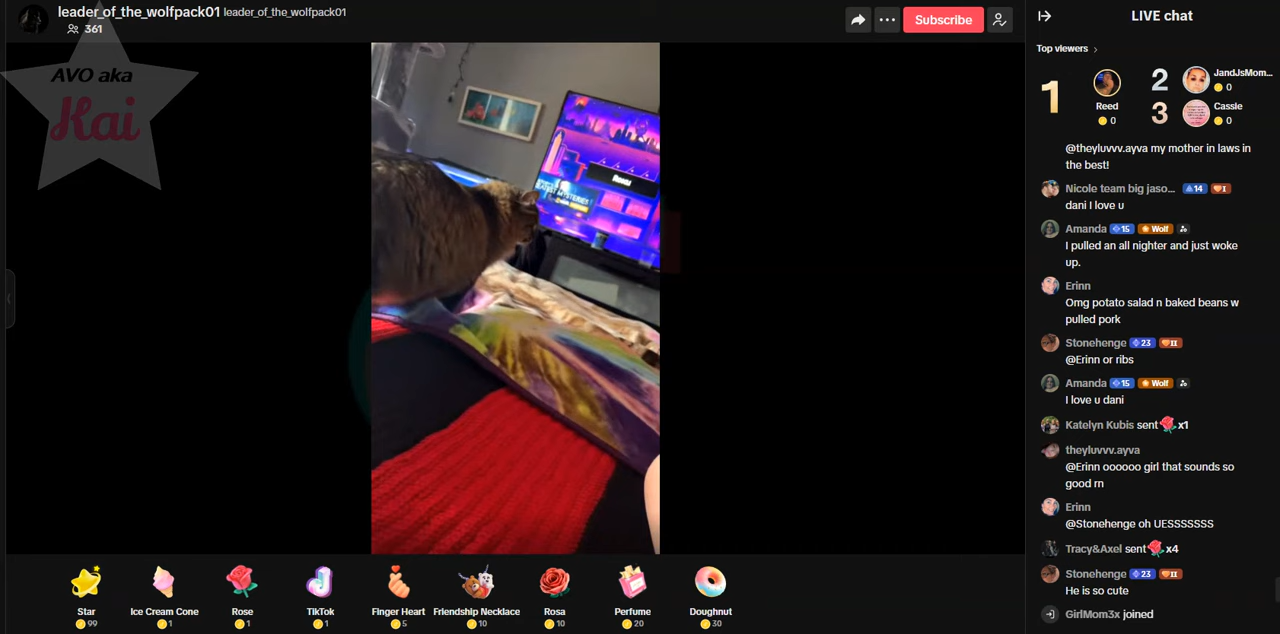 leader_of_the_wolfpack01 leader_of_the_wolfpack01
361
Subscribe
AVO aka
Kai
LIVE chat
Top viewers
1
Reed
0
2
JandJsMom...
0
3
Cassie
0
@theyluvvv.ayva my mother in laws in
the best!
Nicole team big jaso... 14 I
dani I love u
Amanda 15 Wolf
I pulled an all nighter and just woke
up.
Erinn
Omg potato salad n baked beans w
pulled pork
Stonehenge 23 II
@Erinn or ribs
Amanda 15 Wolf
I love u dani
Katelyn Kubis sent x1
theyluvvv.ayva
@Erinn oooooo girl that sounds so
good rn
Erinn
@Stonehenge oh UESSSSSSS
Tracy&Axel sent x4
Stonehenge 23 II
He is so cute
GirlMom3x joined
Star
99
Ice Cream Cone
1
Rose
1
TikTok
1
Finger Heart
5
Friendship Necklace
10
Rosa
10
Perfume
20
Doughnut
30